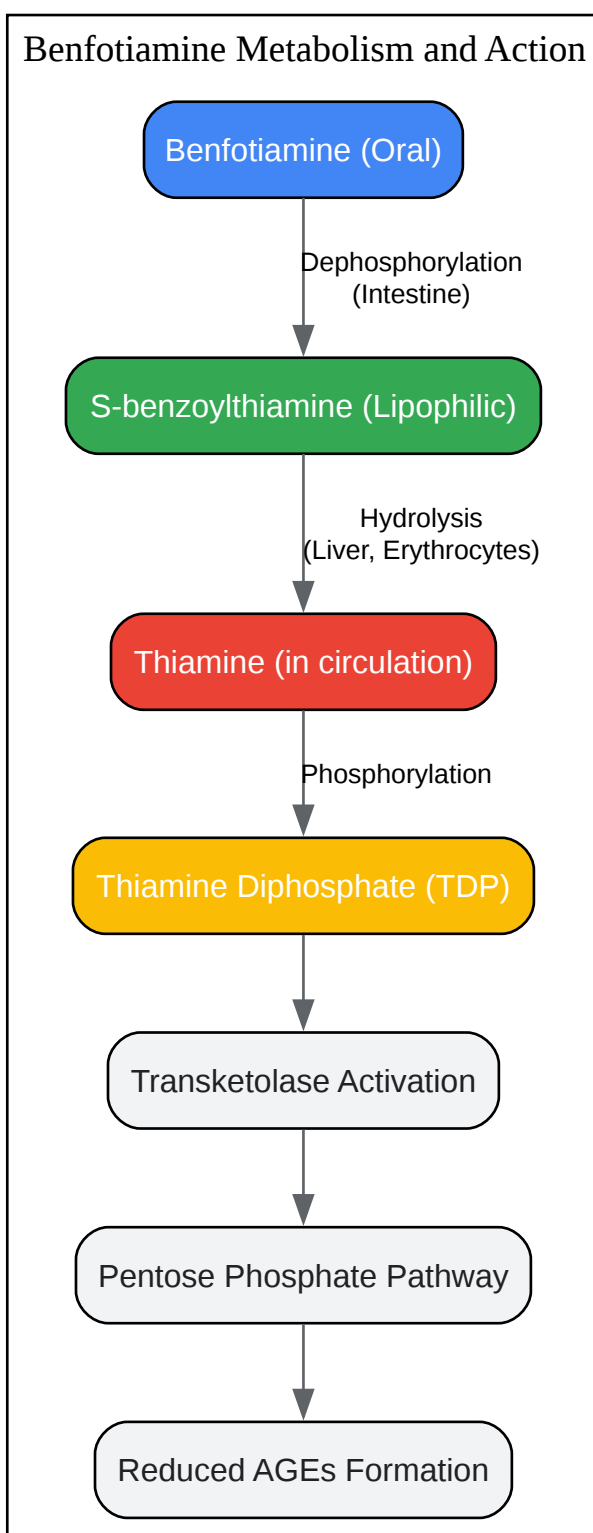 Benfotiamine Metabolism and Action
Benfotiamine (Oral)
Dephosphorylation
(Intestine)
S-benzoylthiamine (Lipophilic)
Hydrolysis
(Liver, Erythrocytes)
Thiamine (in circulation)
Phosphorylation
Thiamine Diphosphate (TDP)
Transketolase Activation
Pentose Phosphate Pathway
Reduced AGEs Formation